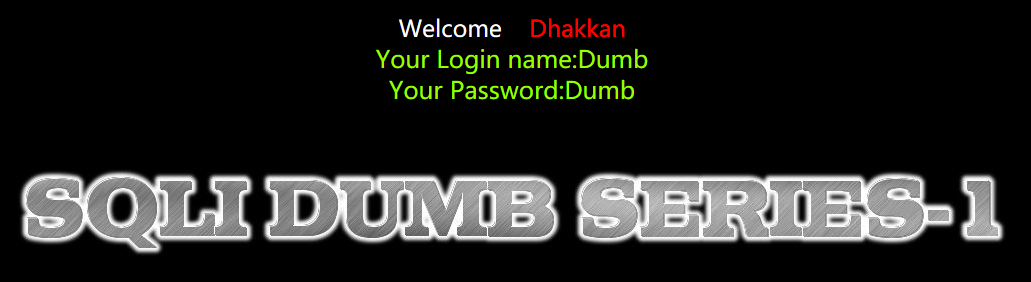 Welcome Dhakkan
Your Login name:Dumb
Your Password:Dumb
SQLI DUMB SERIES-1